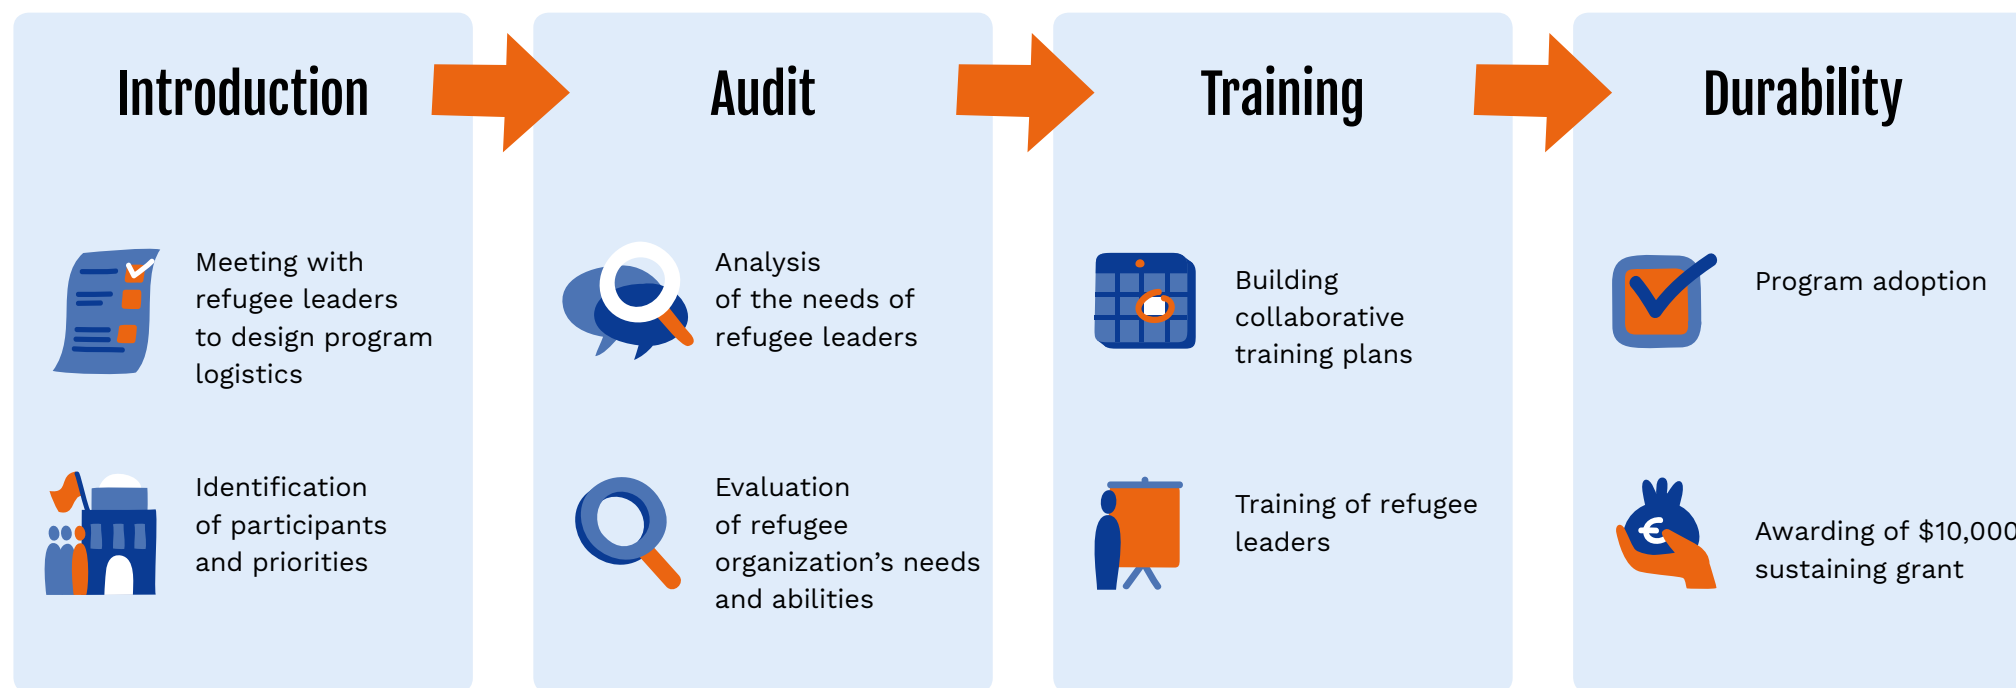 Introduction
Meeting with
refugee leaders
to design program
logistics
Identification
of participants
and priorities
Audit
Analysis
of the needs of
refugee leaders
Evaluation
of refugee
organization’s needs
and abilities
Training
Building
collaborative
training plans
Training of refugee
leaders
Durability
Program adoption
€
Awarding of $10,000
sustaining grant